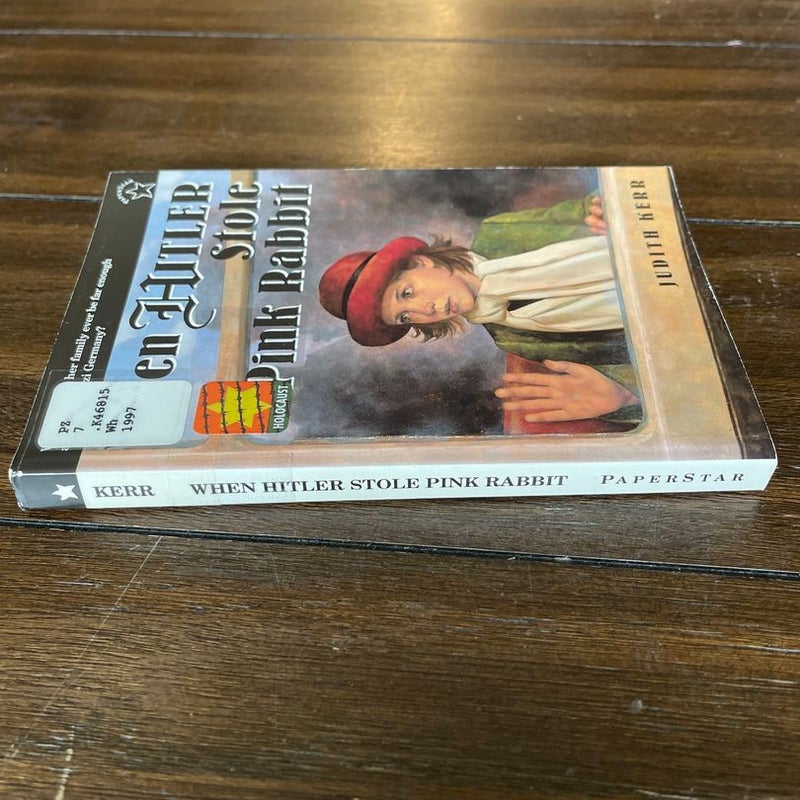 her family ever be far enough
zi Germany?
en HITLER
stole
Pink Rabbit
JUDITH KERR
PZ
7
.K46815
Wh
1997
HOLOCAUST
KERR WHEN HITLER STOLE PINK RABBIT PAPERSTAR